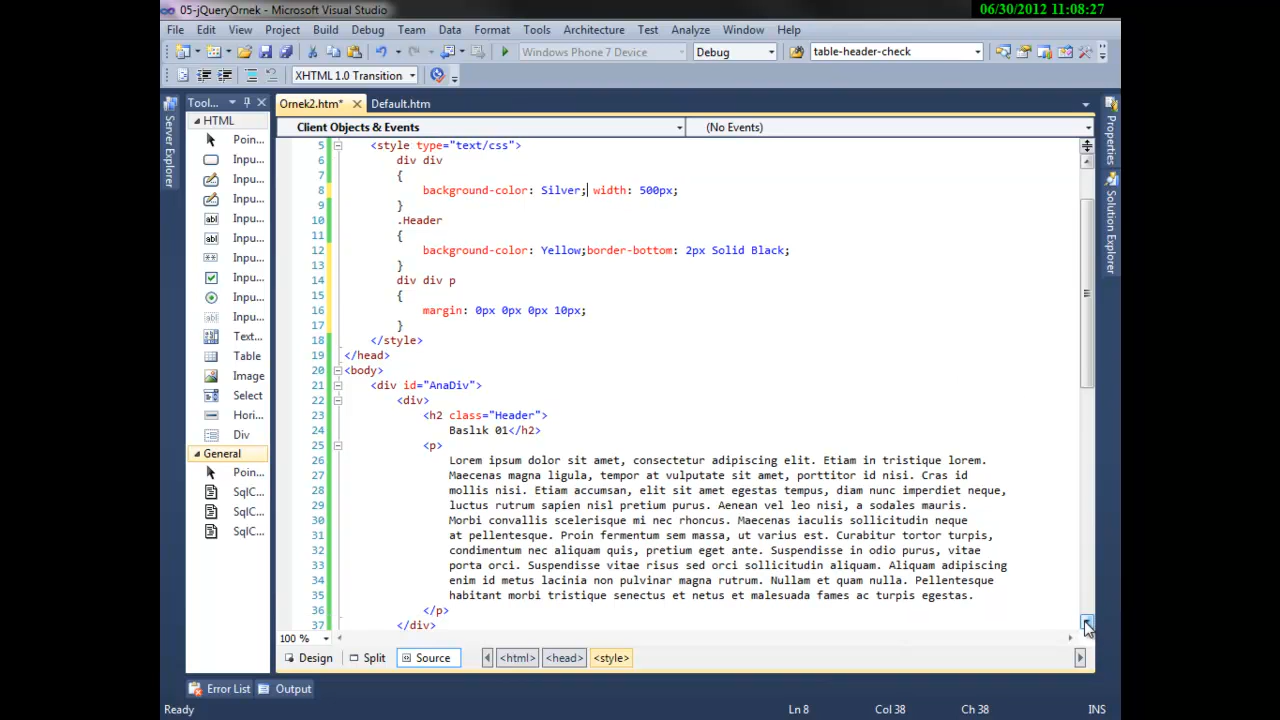 06/30/2012 11:08:27
05-jQueryOrnek - Microsoft Visual Studio
File Edit View Project Build Debug Team Data Format Tools Architecture Test Analyze Window Help
Windows Phone 7 Device Debug table-header-check
XHTML 1.0 Transition
Server Explorer
Tool...
HTML
Poin...
Inpu...
Inpu...
Inpu...
Inpu...
Inpu...
Inpu...
Inpu...
Inpu...
Inpu...
Text...
Table
Image
Select
Hori...
Div
General
Poin...
SqlC...
SqlC...
SqlC...
Ornek2.htm* Default.htm
Client Objects & Events (No Events)
5 <style type="text/css">
6 div div
7 {
8 background-color: Silver; width: 500px;
9 }
10 .Header
11 {
12 background-color: Yellow;border-bottom: 2px Solid Black;
13 }
14 div div p
15 {
16 margin: 0px 0px 0px 10px;
17 }
18 </style>
19 </head>
20 <body>
21 <div id="AnaDiv">
22 <div>
23 <h2 class="Header">
24 Baslık 01</h2>
25 <p>
26 Lorem ipsum dolor sit amet, consectetur adipiscing elit. Etiam in tristique lorem.
27 Maecenas magna ligula, tempor at vulputate sit amet, porttitor id nisi. Cras id
28 mollis nisi. Etiam accumsan, elit sit amet egestas tempus, diam nunc imperdiet neque,
29 luctus rutrum sapien nisl pretium purus. Aenean vel leo nisi, a sodales mauris.
30 Morbi convallis scelerisque mi nec rhoncus. Maecenas iaculis sollicitudin neque
31 at pellentesque. Proin fermentum sem massa, ut varius est. Curabitur tortor turpis,
32 condimentum nec aliquam quis, pretium eget ante. Suspendisse in odio purus, vitae
33 porta orci. Suspendisse vitae risus sed orci sollicitudin aliquam. Aliquam adipiscing
34 enim id metus lacinia non pulvinar magna rutrum. Nullam et quam nulla. Pellentesque
35 habitant morbi tristique senectus et netus et malesuada fames ac turpis egestas.
36 </p>
37 </div>
100 %
Design Split Source <html> <head> <style>
Properties
Solution Explorer
Error List Output
Ready Ln 8 Col 38 Ch 38 INS